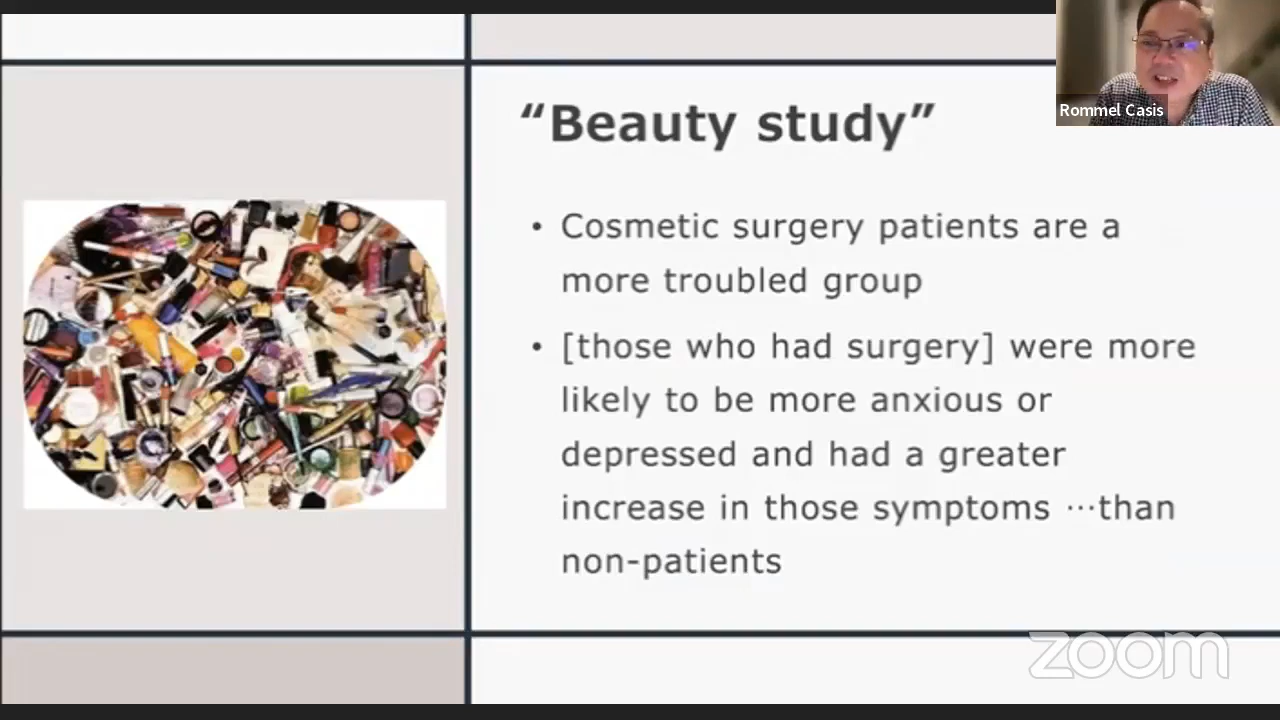 “Beauty study”
• Cosmetic surgery patients are a
more troubled group
• [those who had surgery] were more
likely to be more anxious or
depressed and had a greater
increase in those symptoms ···than
non-patients
Rommel Casis
zoom